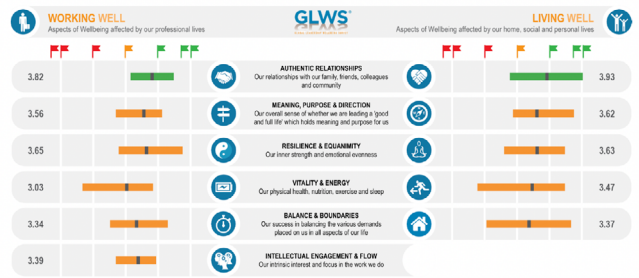 WORKING WELL
Aspects of Wellbeing affected by our professional lives
GLWS®
LIVING WELL
Aspects of Wellbeing affected by our home, social and personal lives
3.82
AUTHENTIC RELATIONSHIPS
Our relationships with our family, friends, colleagues
and community
3.93
3.56
MEANING, PURPOSE & DIRECTION
Our overall sense of whether we are leading a 'good
and full life' which holds meaning and purpose for us
3.62
3.65
RESILIENCE & EQUANIMITY
Our inner strength and emotional evenness
3.63
3.03
VITALITY & ENERGY
Our physical health, nutrition, exercise and sleep
3.47
3.34
BALANCE & BOUNDARIES
Our success in balancing the various demands
placed on us in all aspects of our life
3.37
3.39
INTELLECTUAL ENGAGEMENT & FLOW
Our intrinsic interest and focus in the work we do